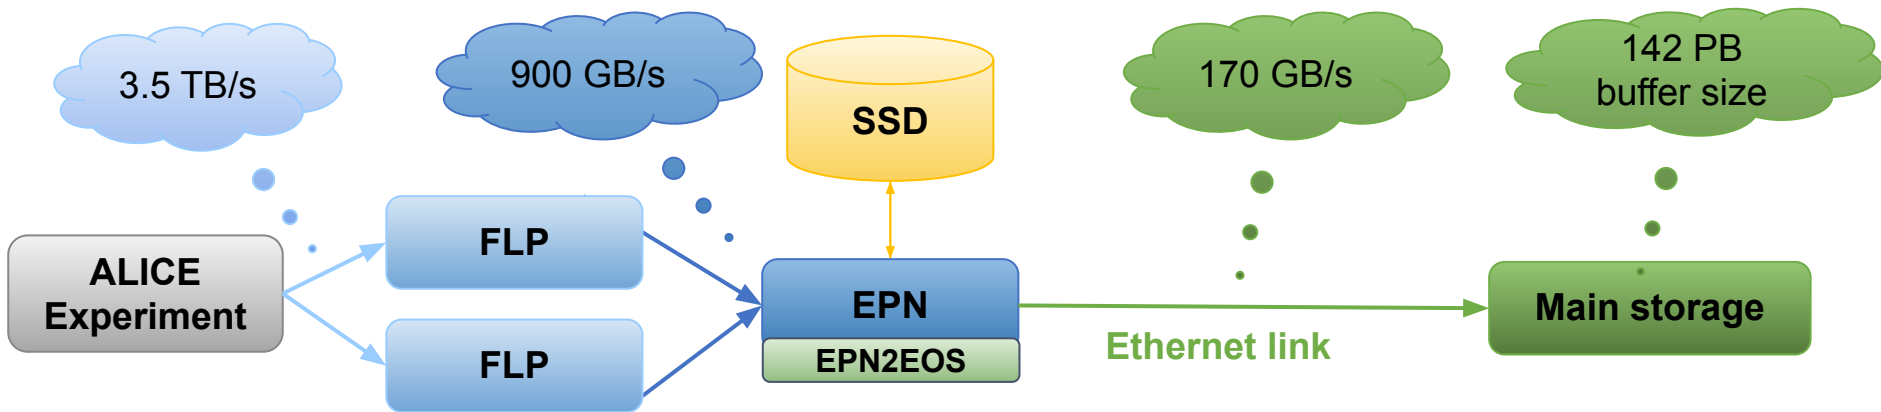 3.5 TB/s
900 GB/s
SSD
170 GB/s
142 PB
buffer size
ALICE
Experiment
FLP
FLP
EPN
EPN2EOS
Ethernet link
Main storage